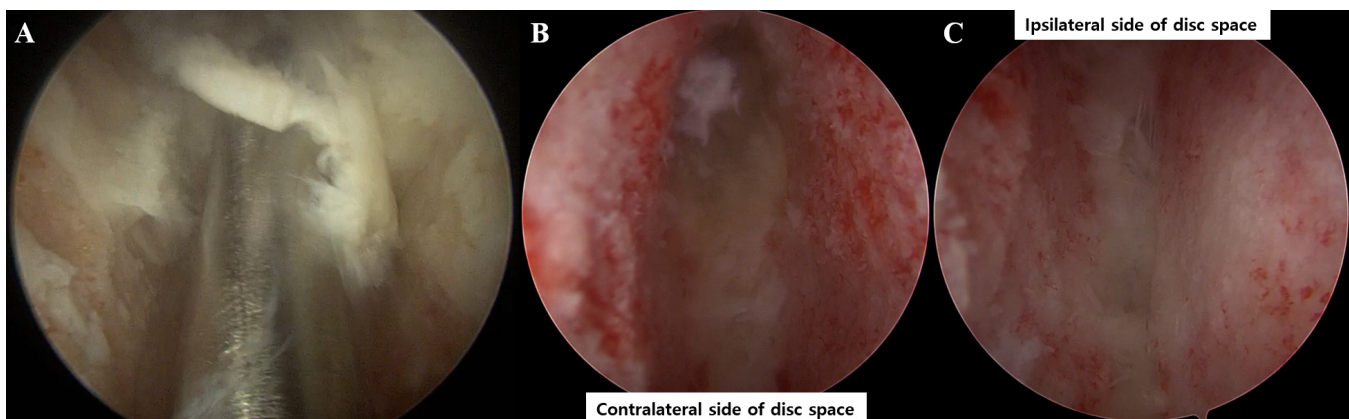 A
B
C
Ipsilateral side of disc space
Contralateral side of disc space